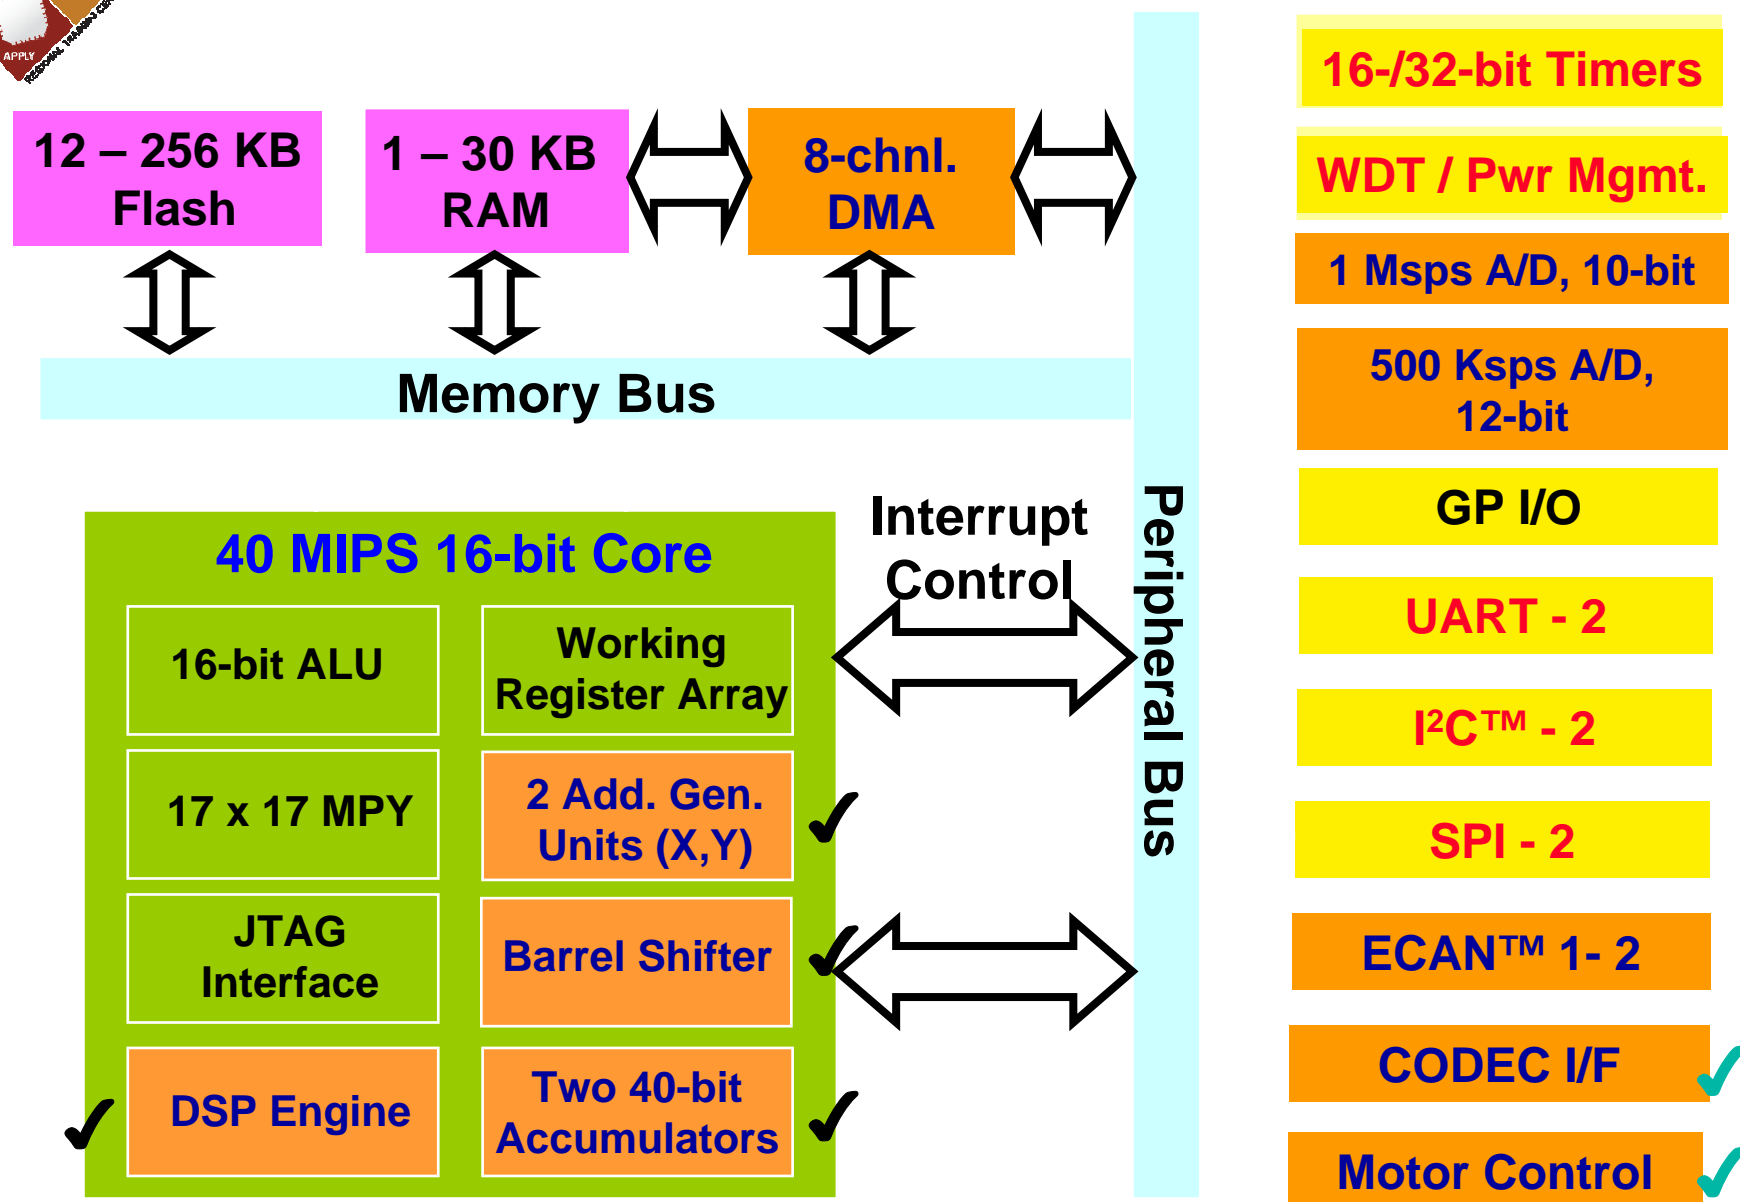 APPLY
REGIONAL TRAINING
12 – 256 KB
Flash
1 – 30 KB
RAM
8-chnl.
DMA
Memory Bus
40 MIPS 16-bit Core
16-bit ALU
Working
Register Array
17 x 17 MPY
2 Add. Gen.
Units (X,Y)
JTAG
Interface
Barrel Shifter
DSP Engine
Two 40-bit
Accumulators
Interrupt
Control
Peripheral Bus
16-/32-bit Timers
WDT / Pwr Mgmt.
1 Msps A/D, 10-bit
500 Ksps A/D,
12-bit
GP I/O
UART - 2
I²C™ - 2
SPI - 2
ECAN™ 1- 2
CODEC I/F
Motor Control